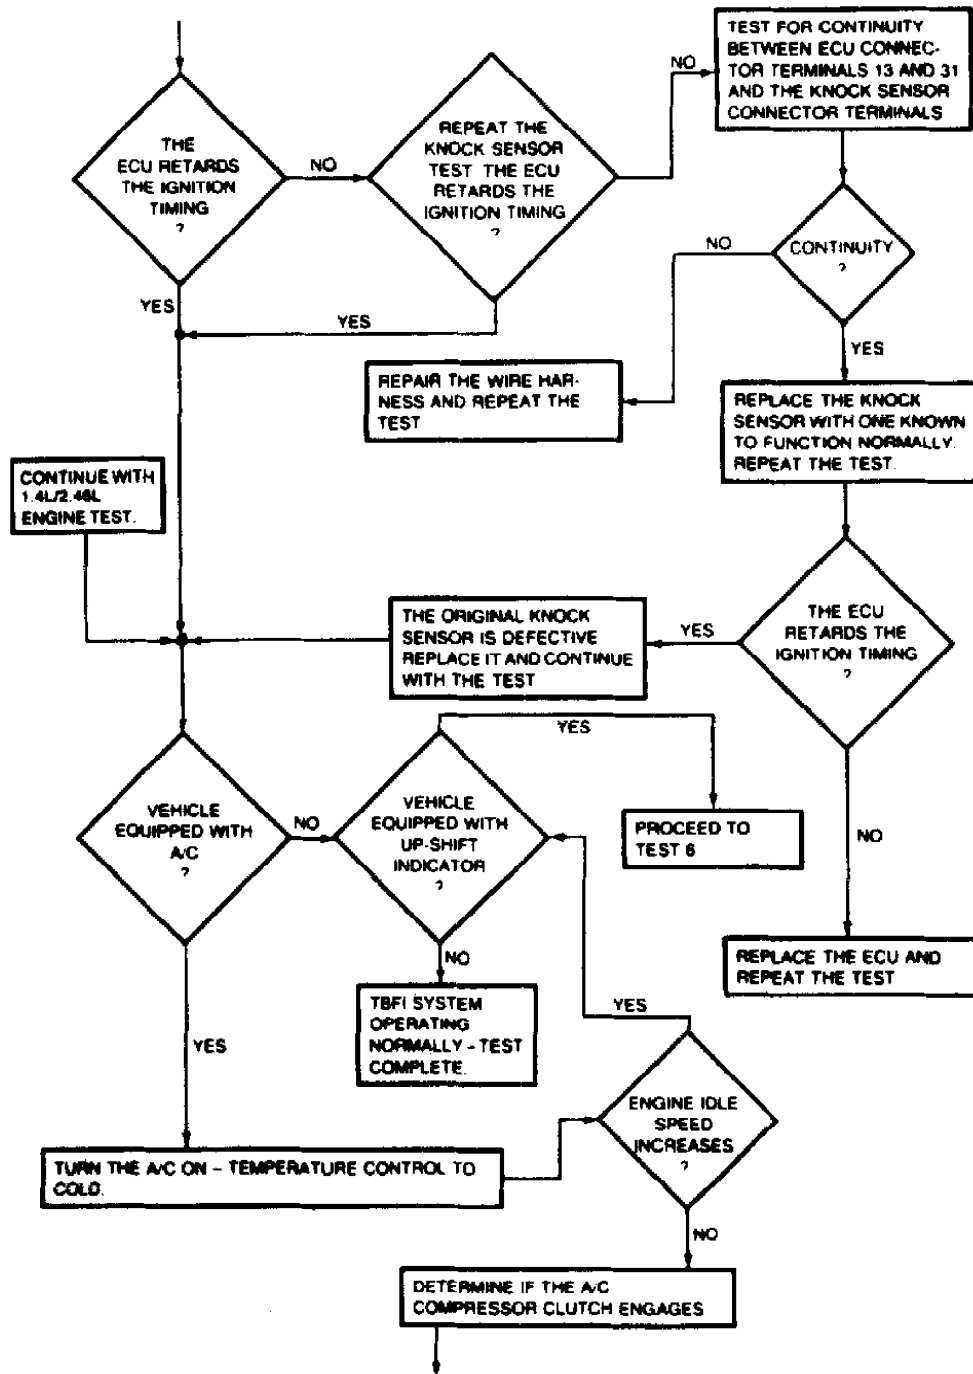 TEST FOR CONTINUITY
BETWEEN ECU CONNEC-
TOR TERMINALS 13 AND 31
AND THE KNOCK SENSOR
CONNECTOR TERMINALS
NO
THE
ECU RETARDS
THE IGNITION
TIMING
?
NO
REPEAT THE
KNOCK SENSOR
TEST THE ECU
RETARDS THE
IGNITION TIMING
?
NO
CONTINUITY
?
YES
YES
YES
REPAIR THE WIRE HAR-
NESS AND REPEAT THE
TEST
REPLACE THE KNOCK
SENSOR WITH ONE KNOWN
TO FUNCTION NORMALLY.
REPEAT THE TEST.
CONTINUE WITH
1.4L/2.46L
ENGINE TEST.
THE ORIGINAL KNOCK
SENSOR IS DEFECTIVE
REPLACE IT AND CONTINUE
WITH THE TEST
YES
THE ECU
RETARDS THE
IGNITION TIMING
?
YES
VEHICLE
EQUIPPED WITH
A/C
?
NO
VEHICLE
EQUIPPED WITH
UP-SHIFT
INDICATOR
?
PROCEED TO
TEST 6
NO
NO
REPLACE THE ECU AND
REPEAT THE TEST
TBFI SYSTEM
OPERATING
NORMALLY - TEST
COMPLETE.
YES
YES
ENGINE IDLE
SPEED
INCREASES
?
TURN THE A/C ON - TEMPERATURE CONTROL TO
COLD.
NO
DETERMINE IF THE A/C
COMPRESSOR CLUTCH ENGAGES